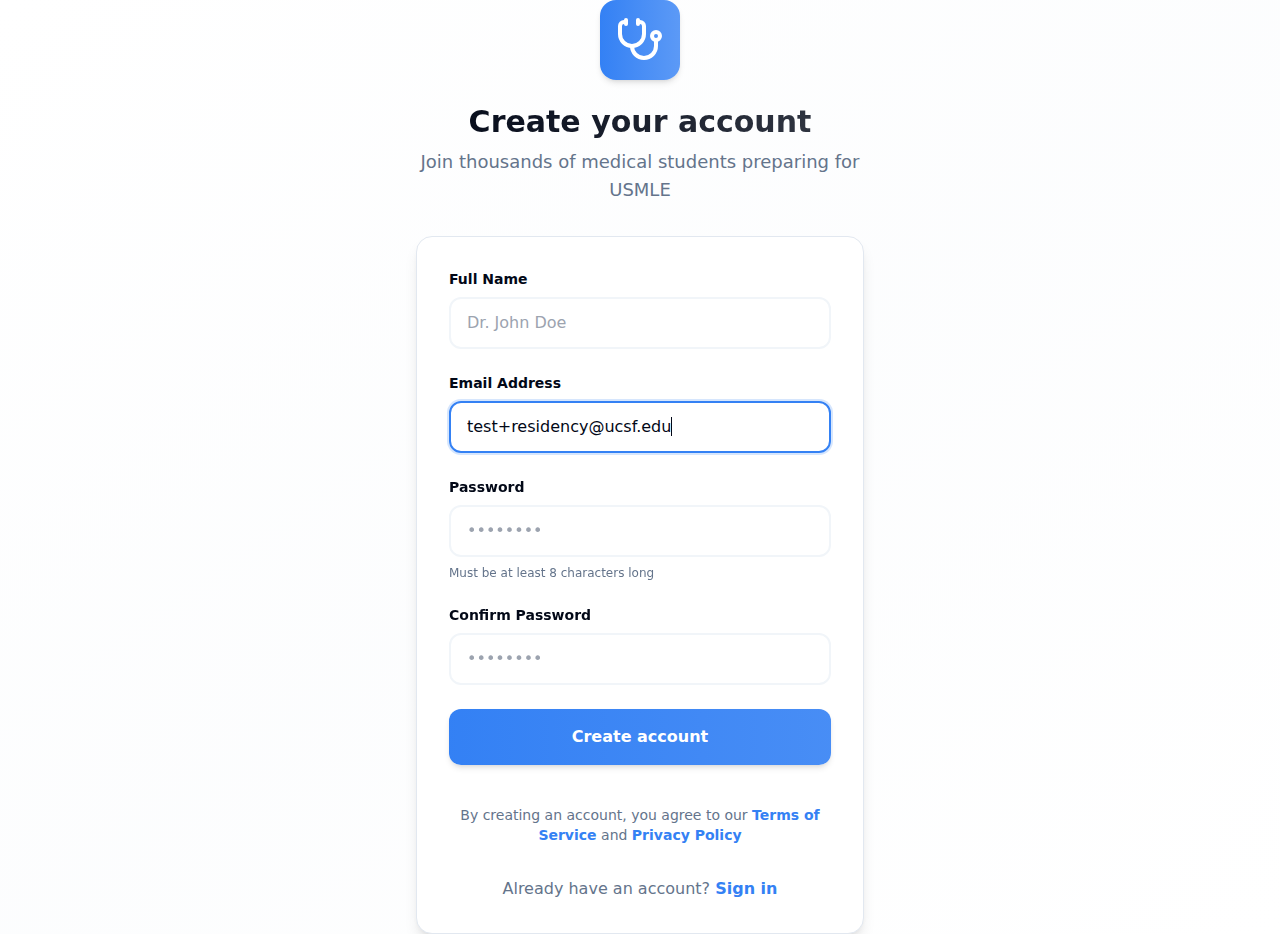 Create your account
Join thousands of medical students preparing for
USMLE
Full Name
Dr. John Doe
Email Address
test+residency@ucsf.edu
Password
••••••••
Must be at least 8 characters long
Confirm Password
••••••••
Create account
By creating an account, you agree to our Terms of
Service and Privacy Policy
Already have an account? Sign in